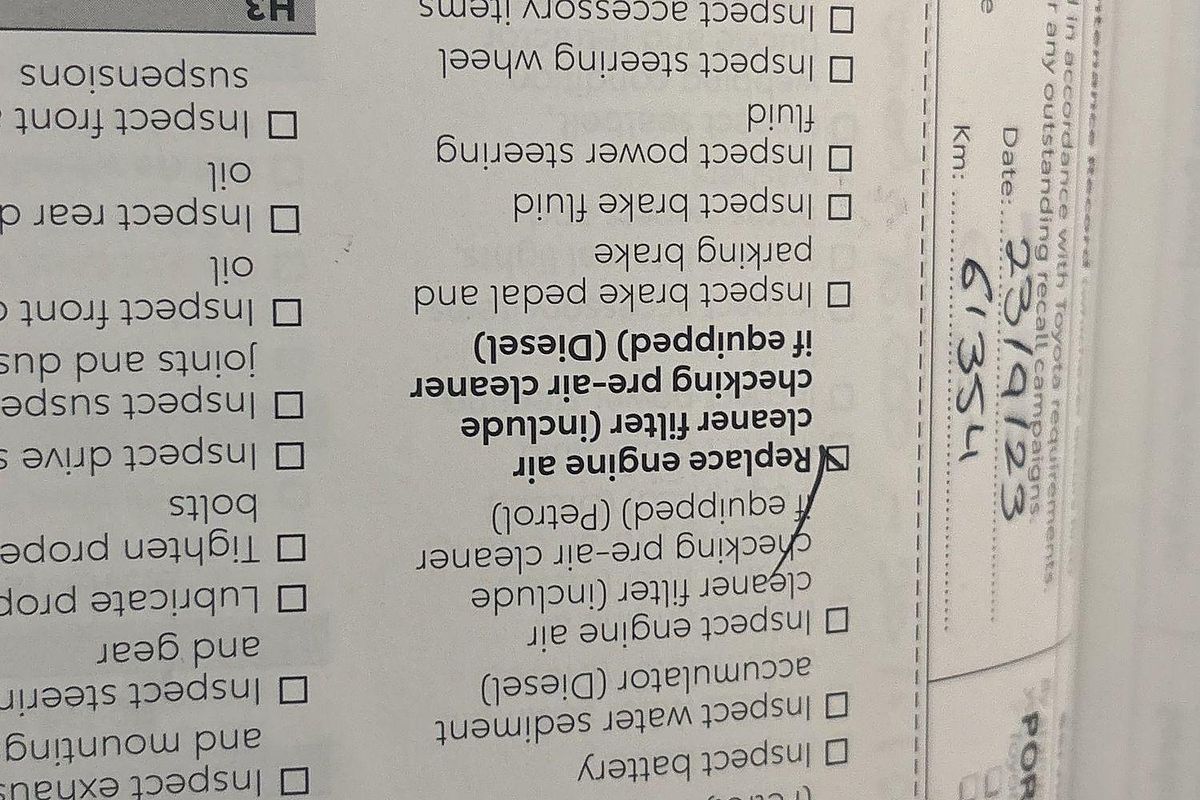 Inspect battery
Inspect water sediment
accumulator (Diesel)
Inspect engine air
cleaner filter (include
checking pre-air cleaner
if equipped) (Petrol)
Replace engine air
cleaner filter (include
checking pre-air cleaner
if equipped) (Diesel)
Inspect brake pedal and
parking brake
Inspect brake fluid
Inspect power steering
fluid
Inspect steering wheel
Inspect accessory items
Inspect exhaus
and mounting
Inspect steerin
and gear
Lubricate prop
Tighten prope
bolts
Inspect drive s
Inspect suspe
joints and dus
Inspect front
oil
Inspect rear d
oil
Inspect front
suspensions
H3
ntenance Record
in accordance with Toyota requirements.
r any outstanding recall campaigns.
Date: 23/9/23
Km: 61354
POR